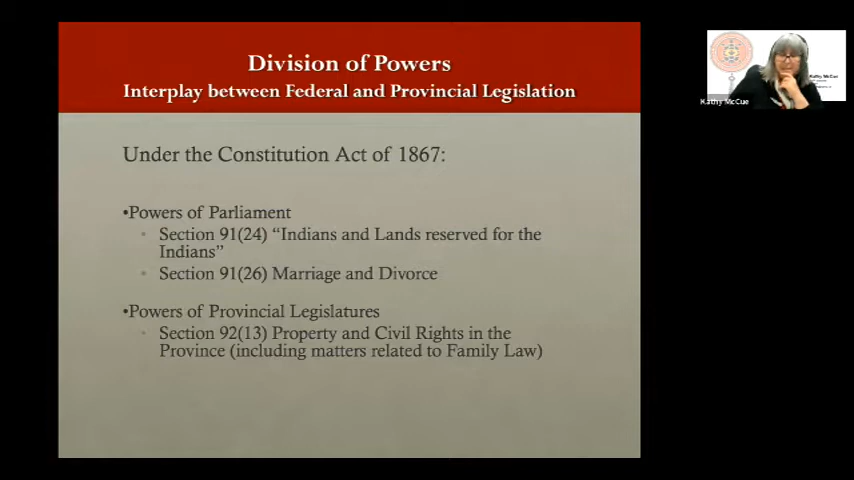 Division of Powers
Interplay between Federal and Provincial Legislation
Under the Constitution Act of 1867:
•Powers of Parliament
Section 91(24) “Indians and Lands reserved for the
Indians”
Section 91(26) Marriage and Divorce
•Powers of Provincial Legislatures
Section 92(13) Property and Civil Rights in the
Province (including matters related to Family Law)
Kathy McCue
Kathy McCue